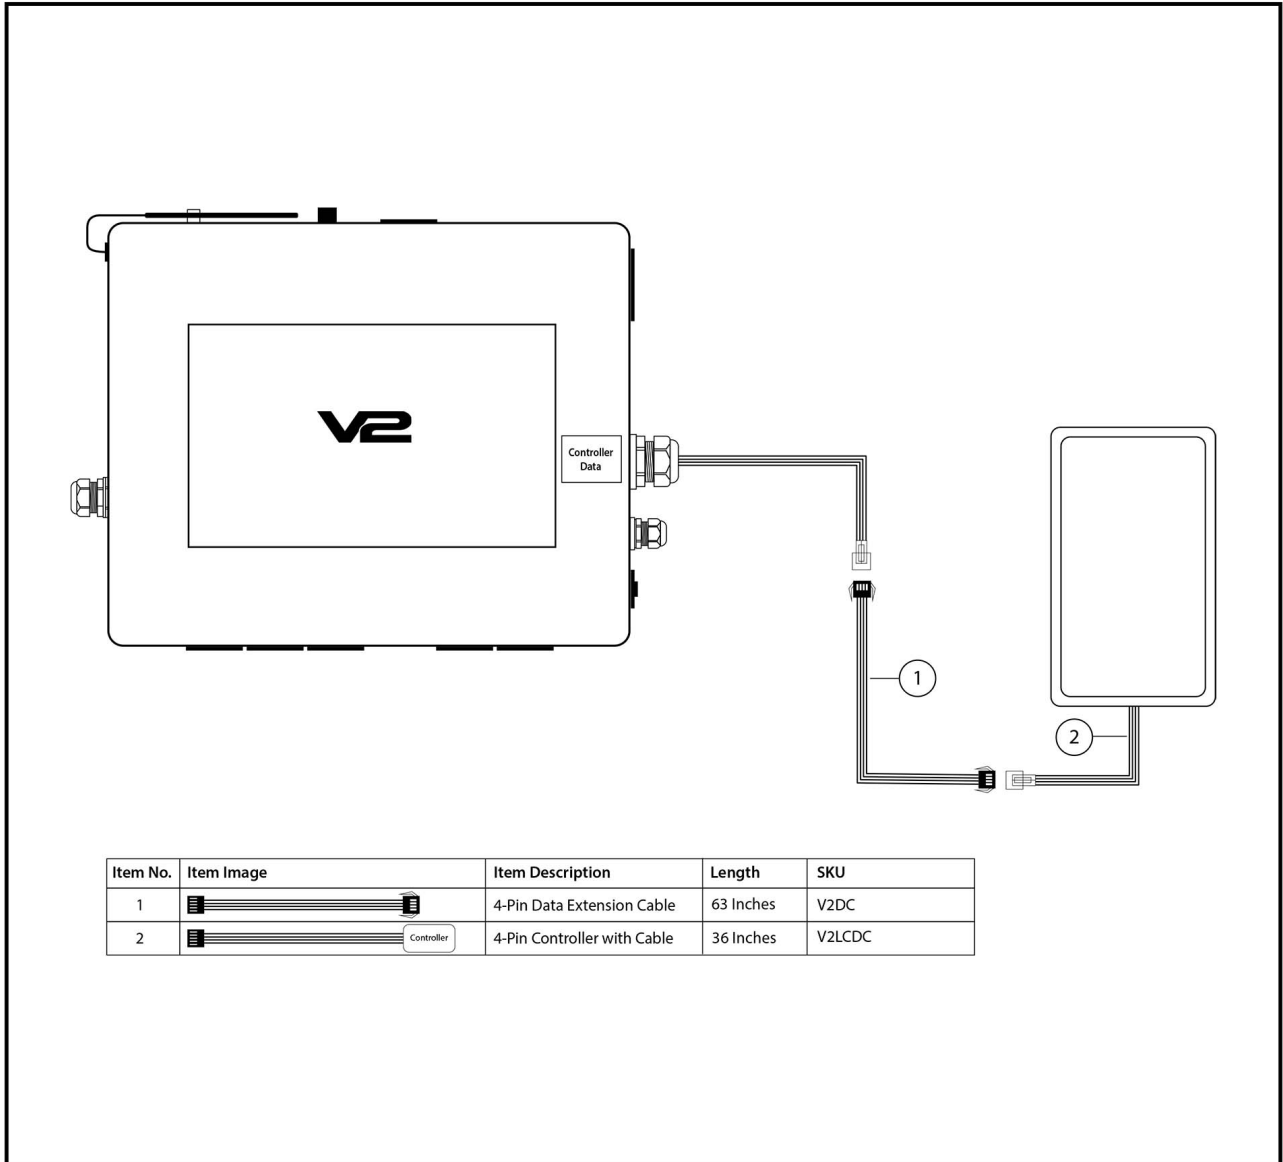 V2
Controller
Data
1
2
Item No. Item Image Item Description Length SKU
1 4-Pin Data Extension Cable 63 Inches V2DC
2 Controller 4-Pin Controller with Cable 36 Inches V2LCDC